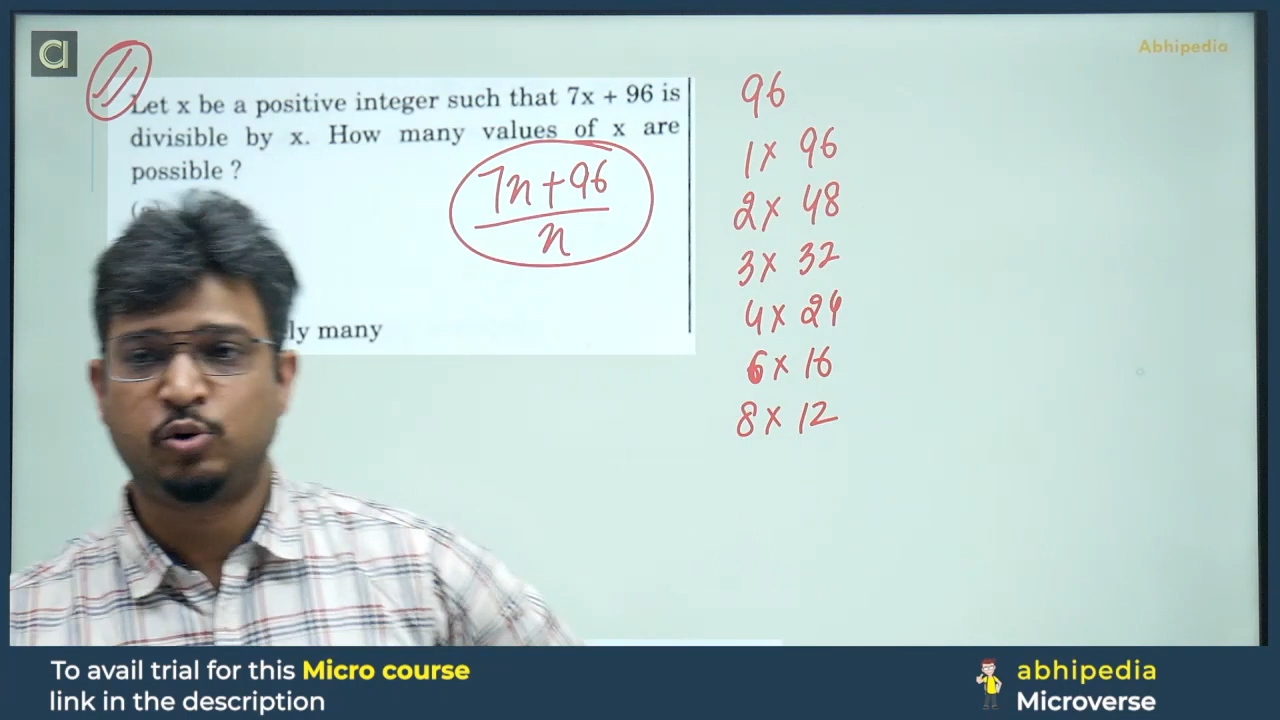 Abhipedia
Let x be a positive integer such that 7x + 96 is
divisible by x. How many values of x are
possible ?
ly many
7x+96
x
96
1 x 96
2 x 48
3 x 32
4 x 24
6 x 16
8 x 12
To avail trial for this Micro course
link in the description
abhipedia
Microverse